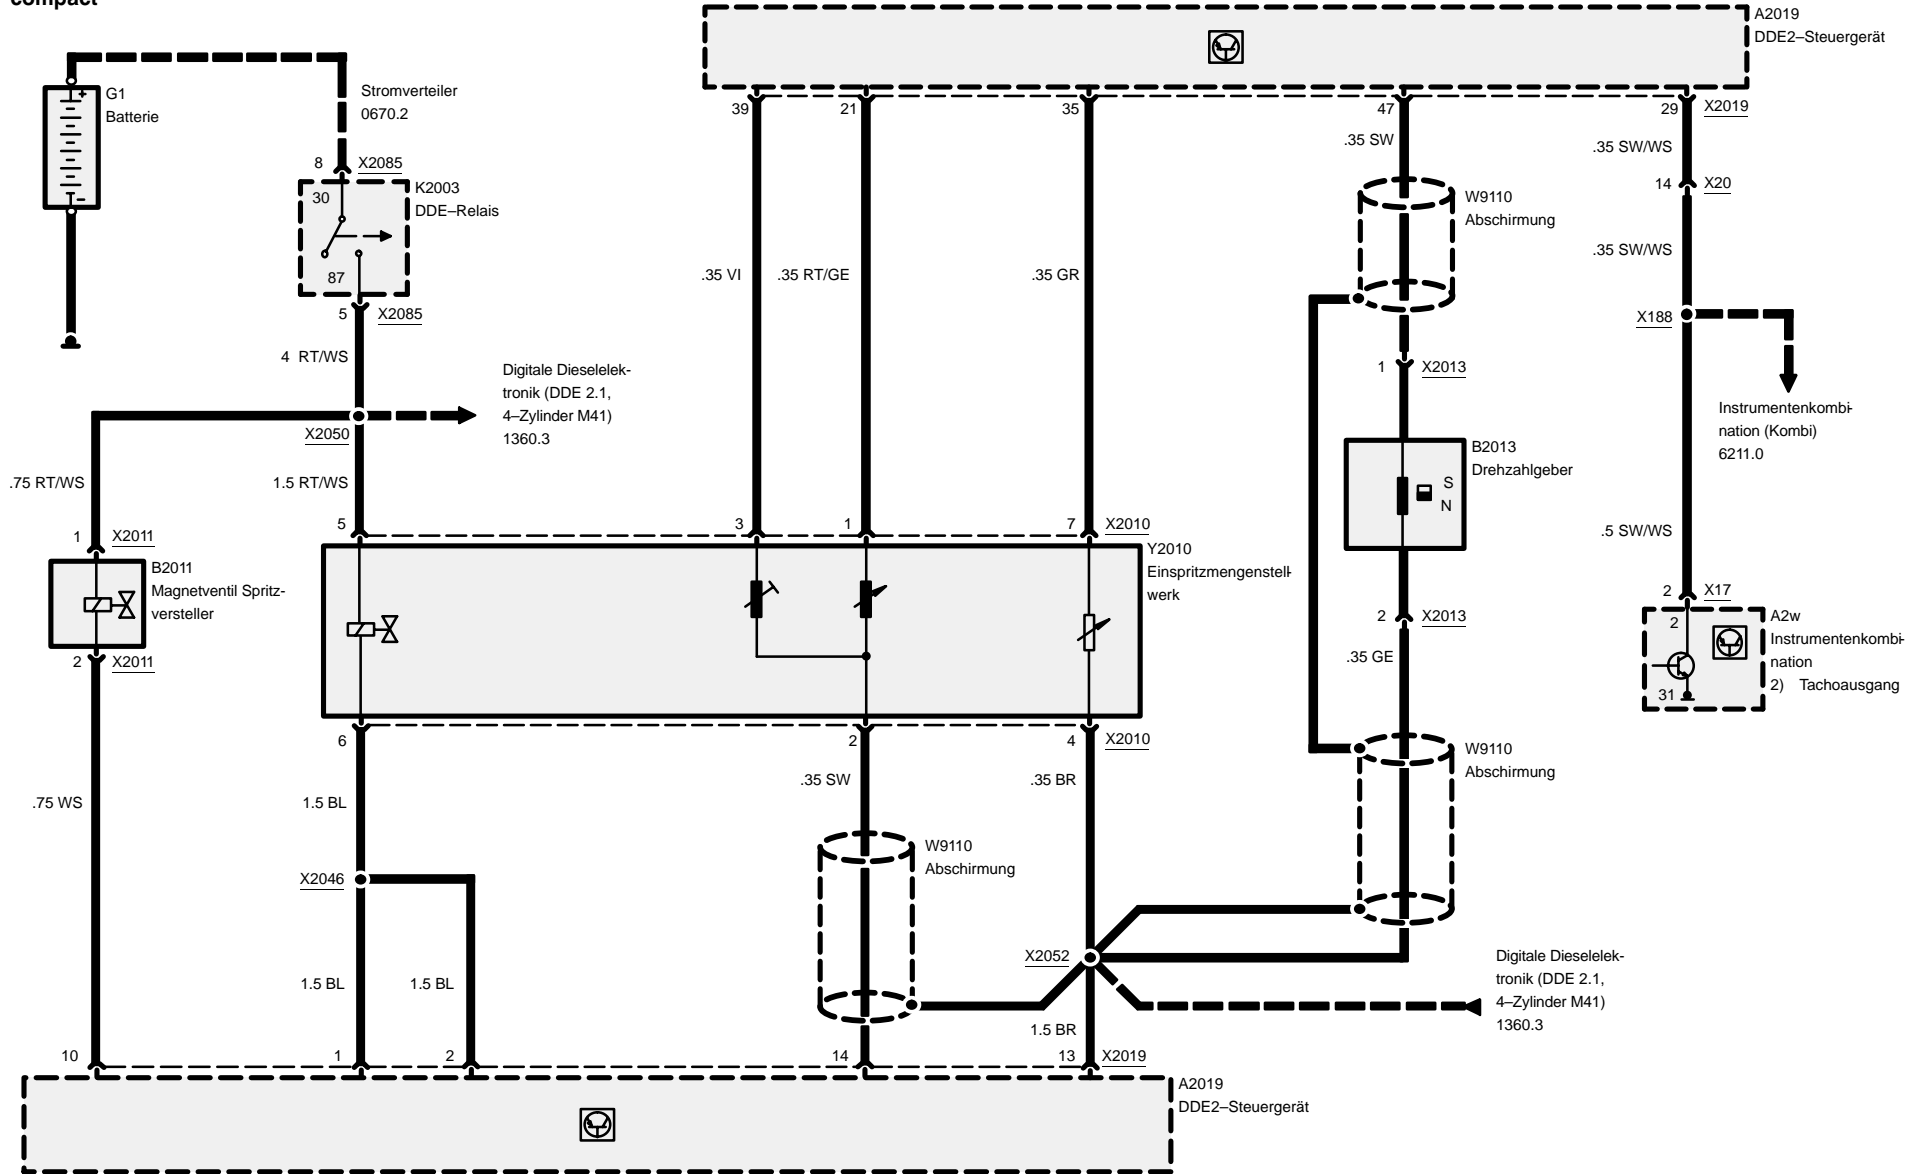 compact
A2019
DDE2–Steuergerät
G1
Batterie
+
-
Stromverteiler
0670.2
39
21
35
47
29
X2019
8
X2085
.35 SW
.35 SW/WS
K2003
DDE–Relais
30
87
14
X20
W9110
Abschirmung
.35 SW/WS
.35 VI
.35 RT/GE
.35 GR
5
X2085
X188
4 RT/WS
Digitale Dieselelek-
tronik (DDE 2.1,
4–Zylinder M41)
1360.3
1
X2013
Instrumentenkombi-
nation (Kombi)
6211.0
X2050
B2013
Drehzahlgeber
S
N
.75 RT/WS
1.5 RT/WS
5
3
1
7
X2010
.5 SW/WS
1
X2011
B2011
Magnetventil Spritz-
versteller
Y2010
Einspritzmengenstell-
werk
2
X17
2
X2013
A2w
Instrumentenkombi-
nation
2) Tachoausgang
2
31
2
X2011
.35 GE
6
2
4
X2010
W9110
Abschirmung
.75 WS
1.5 BL
.35 SW
.35 BR
W9110
Abschirmung
X2046
X2052
Digitale Dieselelek-
tronik (DDE 2.1,
4–Zylinder M41)
1360.3
1.5 BL
1.5 BL
1.5 BR
10
1
2
14
13
X2019
A2019
DDE2–Steuergerät